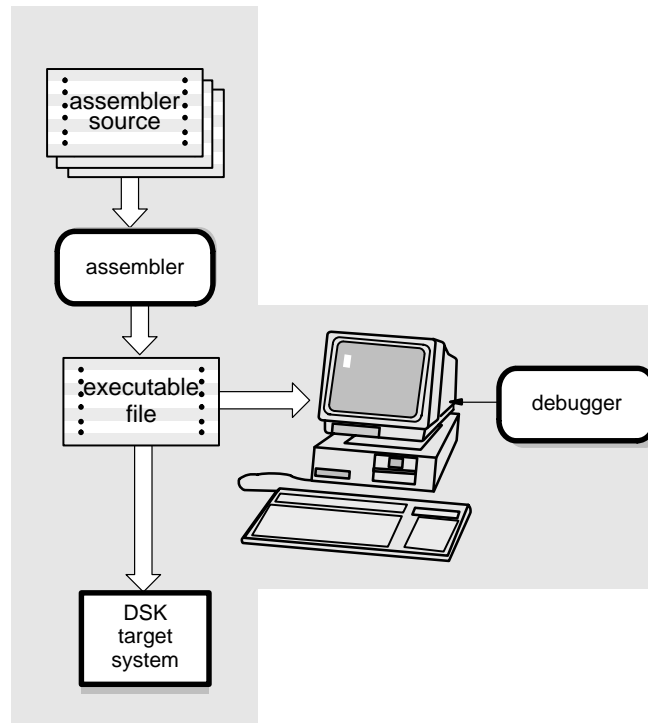 assembler
source
assembler
executable
file
debugger
DSK
target
system